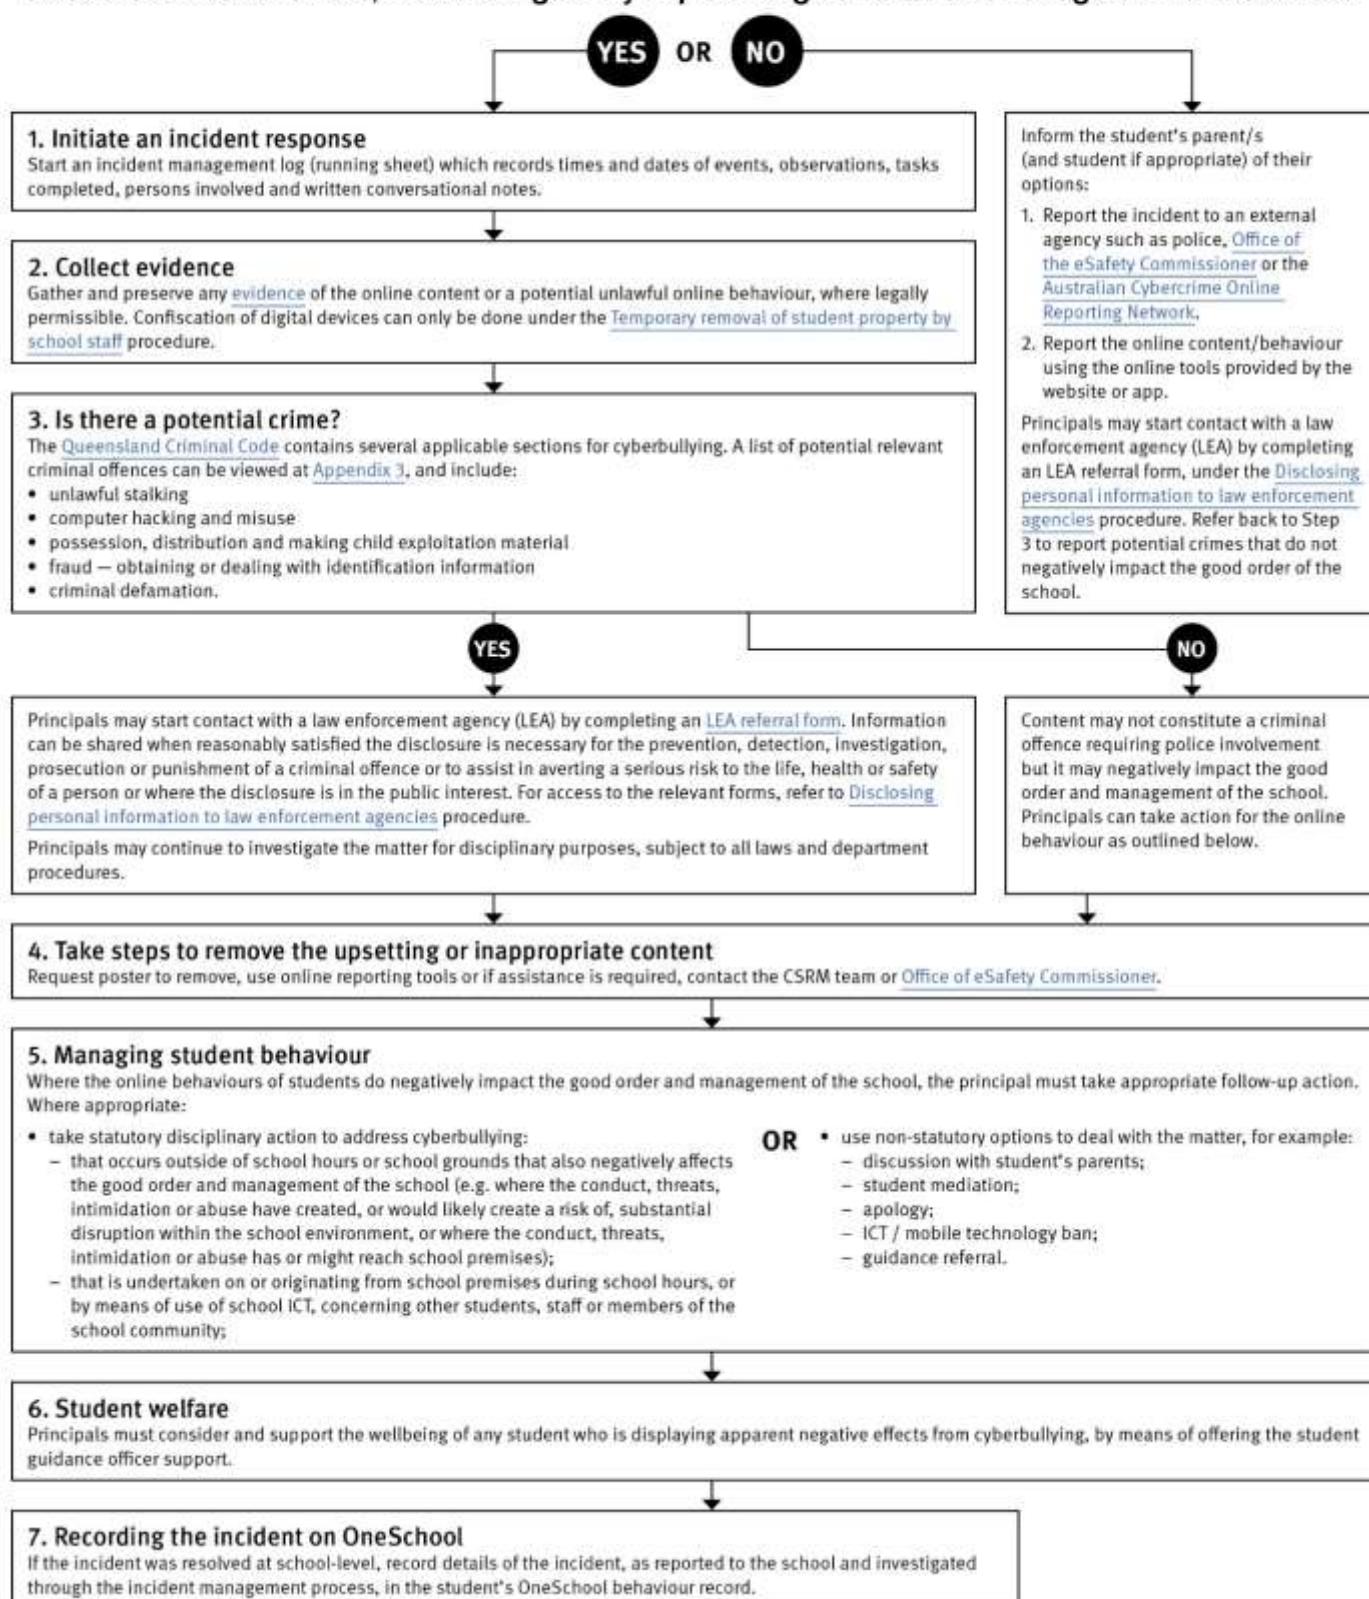 YES OR NO
1. Initiate an incident response
Start an incident management log (running sheet) which records times and dates of events, observations, tasks
completed, persons involved and written conversational notes.
2. Collect evidence
Gather and preserve any evidence of the online content or a potential unlawful online behaviour, where legally
permissible. Confiscation of digital devices can only be done under the Temporary removal of student property by
school staff procedure.
3. Is there a potential crime?
The Queensland Criminal Code contains several applicable sections for cyberbullying. A list of potential relevant
criminal offences can be viewed at Appendix 3, and include:
• unlawful stalking
• computer hacking and misuse
• possession, distribution and making child exploitation material
• fraud — obtaining or dealing with identification information
• criminal defamation.
Inform the student's parent/s
(and student if appropriate) of their
options:
1. Report the incident to an external
agency such as police, Office of
the eSafety Commissioner or the
Australian Cybercrime Online
Reporting Network.
2. Report the online content/behaviour
using the online tools provided by the
website or app.
Principals may start contact with a law
enforcement agency (LEA) by completing
an LEA referral form, under the Disclosing
personal information to law enforcement
agencies procedure. Refer back to Step
3 to report potential crimes that do not
negatively impact the good order of the
school.
YES
NO
Principals may start contact with a law enforcement agency (LEA) by completing an LEA referral form. Information
can be shared when reasonably satisfied the disclosure is necessary for the prevention, detection, investigation,
prosecution or punishment of a criminal offence or to assist in averting a serious risk to the life, health or safety
of a person or where the disclosure is in the public interest. For access to the relevant forms, refer to Disclosing
personal information to law enforcement agencies procedure.
Principals may continue to investigate the matter for disciplinary purposes, subject to all laws and department
procedures.
Content may not constitute a criminal
offence requiring police involvement
but it may negatively impact the good
order and management of the school.
Principals can take action for the online
behaviour as outlined below.
4. Take steps to remove the upsetting or inappropriate content
Request poster to remove, use online reporting tools or if assistance is required, contact the CSRM team or Office of eSafety Commissioner.
5. Managing student behaviour
Where the online behaviours of students do negatively impact the good order and management of the school, the principal must take appropriate follow-up action.
Where appropriate:
• take statutory disciplinary action to address cyberbullying:
– that occurs outside of school hours or school grounds that also negatively affects
the good order and management of the school (e.g. where the conduct, threats,
intimidation or abuse have created, or would likely create a risk of, substantial
disruption within the school environment, or where the conduct, threats,
intimidation or abuse has or might reach school premises);
– that is undertaken on or originating from school premises during school hours, or
by means of use of school ICT, concerning other students, staff or members of the
school community;
OR
• use non-statutory options to deal with the matter, for example:
– discussion with student's parents;
– student mediation;
– apology;
– ICT / mobile technology ban;
– guidance referral.
6. Student welfare
Principals must consider and support the wellbeing of any student who is displaying apparent negative effects from cyberbullying, by means of offering the student
guidance officer support.
7. Recording the incident on OneSchool
If the incident was resolved at school-level, record details of the incident, as reported to the school and investigated
through the incident management process, in the student's OneSchool behaviour record.